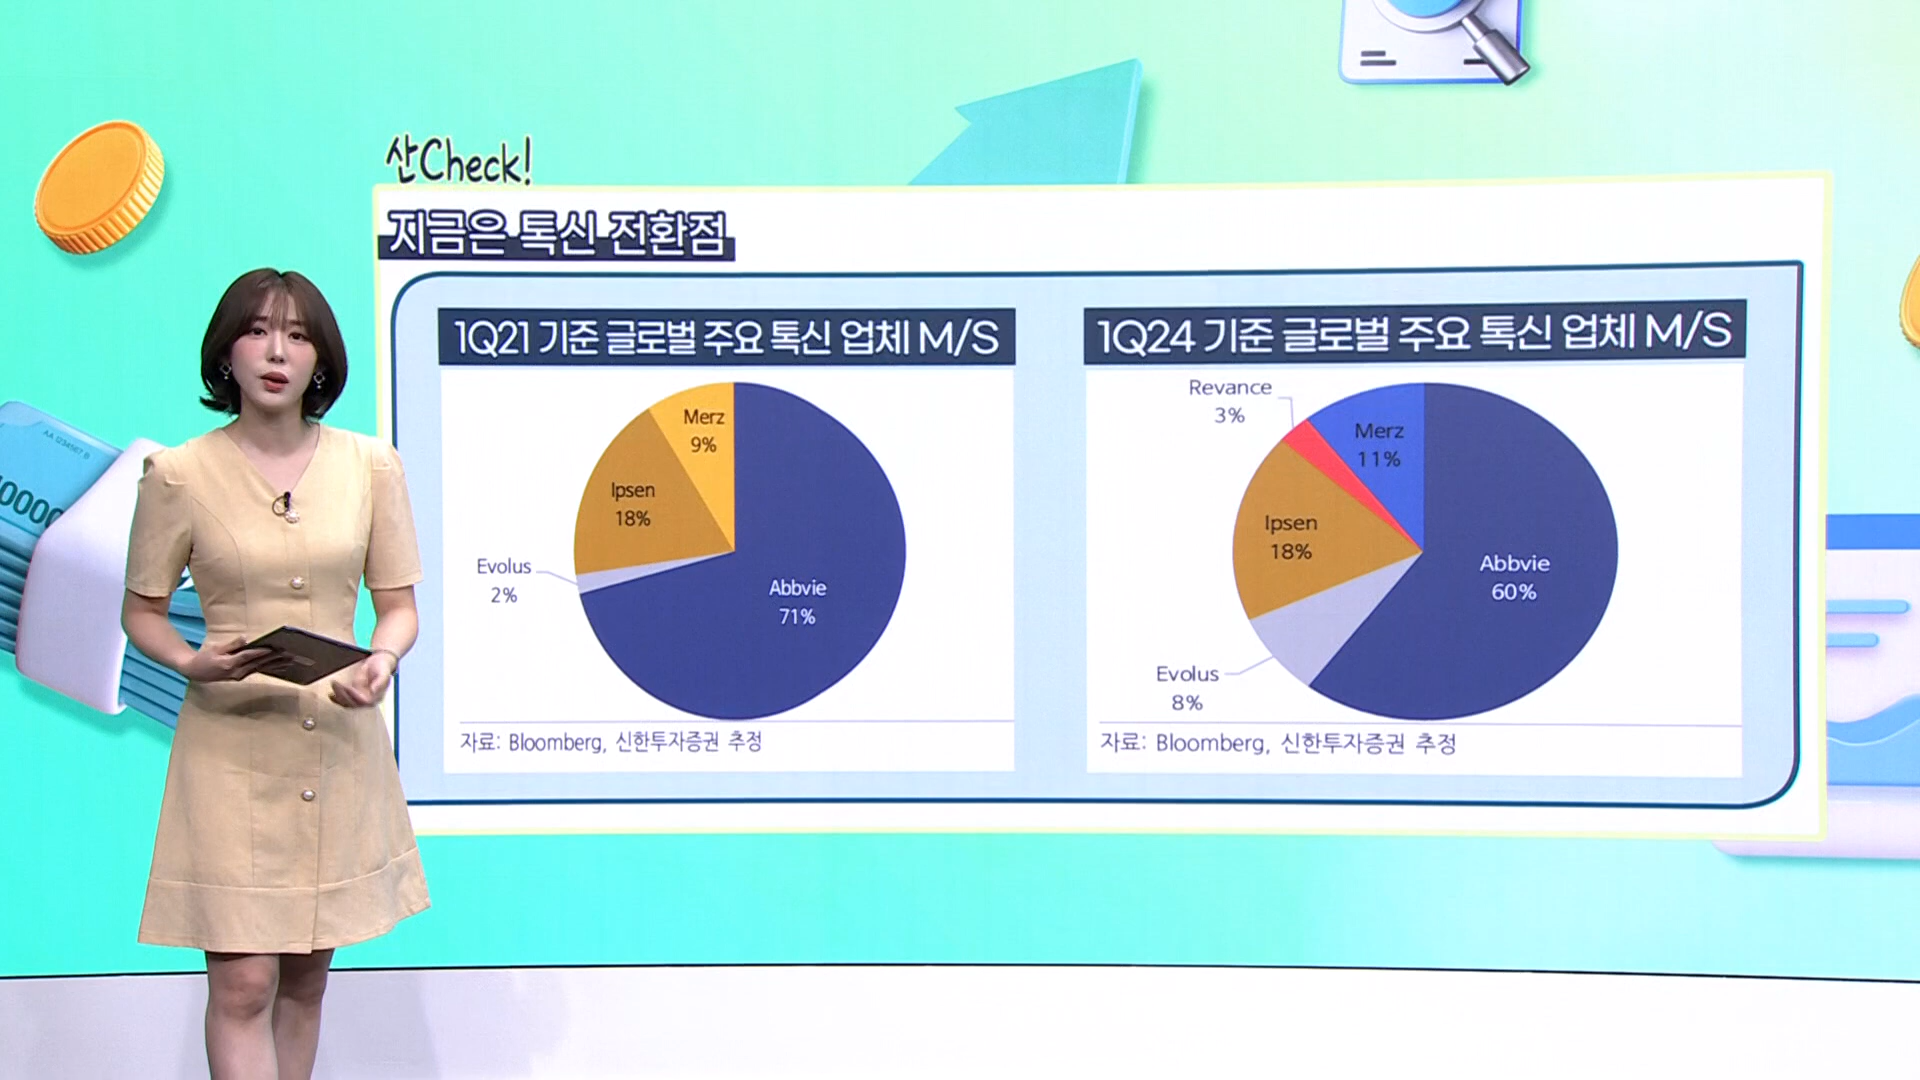 산Check!
지금은 톡신 전환점
1Q21 기준 글로벌 주요 톡신 업체 M/S
Merz
9%
Ipsen
18%
Evolus
2%
Abbvie
71%
자료: Bloomberg, 신한투자증권 추정
1Q24 기준 글로벌 주요 톡신 업체 M/S
Revance
3%
Merz
11%
Ipsen
18%
Abbvie
60%
Evolus
8%
자료: Bloomberg, 신한투자증권 추정